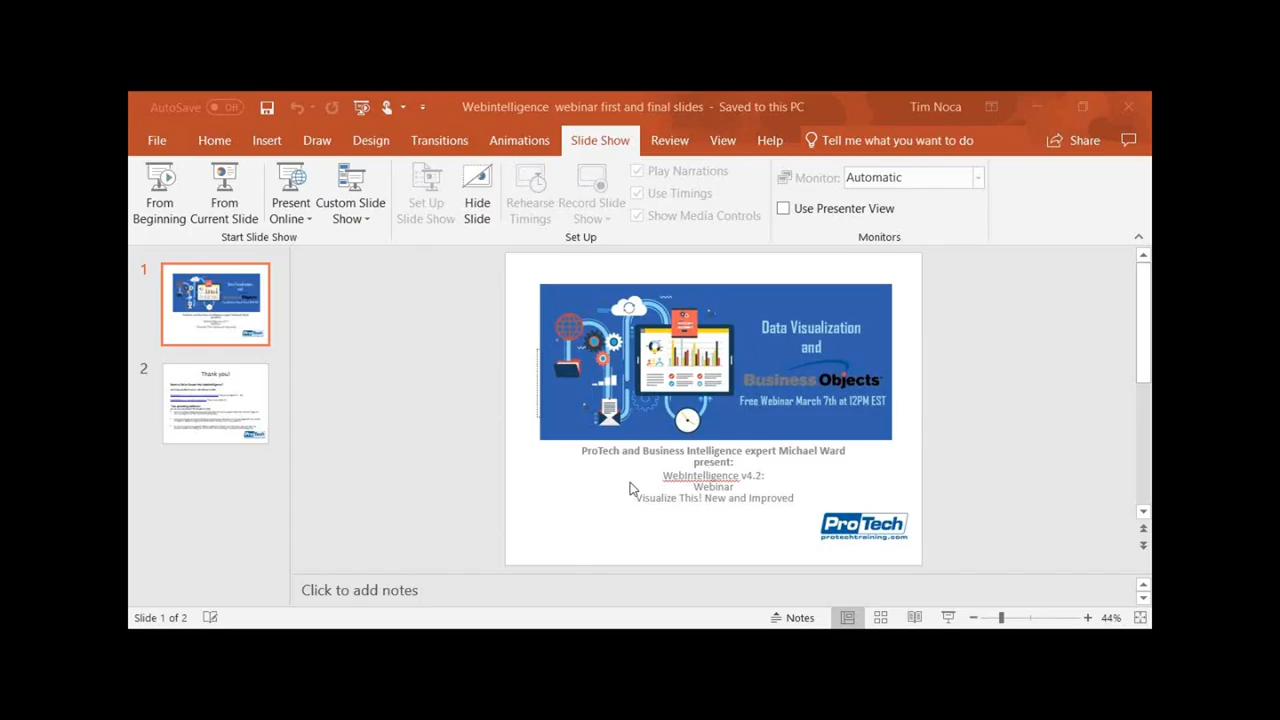 AutoSave Off
Webintelligence webinar first and final slides - Saved to this PC
Tim Noca
File Home Insert Draw Design Transitions Animations Slide Show Review View Help Tell me what you want to do Share
From Beginning
From Current Slide
Present Online
Custom Slide Show
Set Up Slide Show
Hide Slide
Rehearse Timings
Record Slide Show
Play Narrations
Use Timings
Show Media Controls
Monitor: Automatic
Use Presenter View
Start Slide Show
Set Up
Monitors
1
ProTech
2
Thank you!
ProTech
Data Visualization
and
Business Objects
Free Webinar March 7th at 12PM EST
ProTech and Business Intelligence expert Michael Ward
present:
WebIntelligence v4.2:
Webinar
Visualize This! New and Improved
ProTech
protechtraining.com
Click to add notes
Slide 1 of 2
Notes
44%